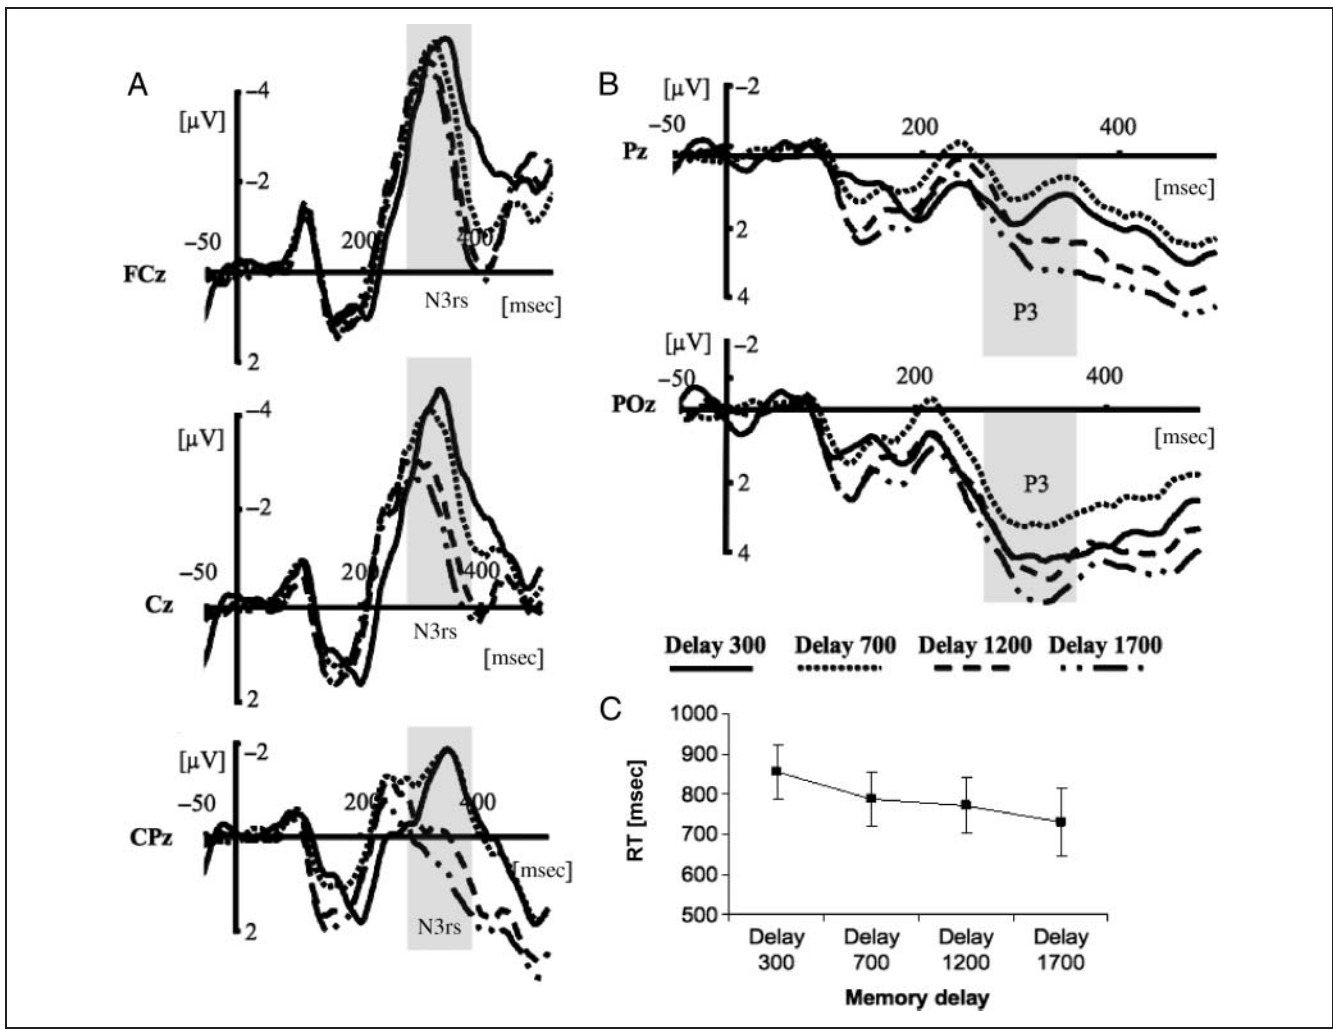 A
−4
[μV]
−2
−50
200
400
FCz
N3rs
[msec]
2
−4
[μV]
−2
−50
200
400
Cz
N3rs
[msec]
2
−2
[μV]
−50
200
400
CPz
[msec]
N3rs
2
B
[μV]
−2
−50
200
400
Pz
[msec]
2
4
P3
[μV]
−2
−50
200
400
POz
[msec]
2
P3
4
Delay 300 Delay 700 Delay 1200 Delay 1700
C
1000
900
800
700
600
500
RT [msec]
Delay 300
Delay 700
Delay 1200
Delay 1700
Memory delay